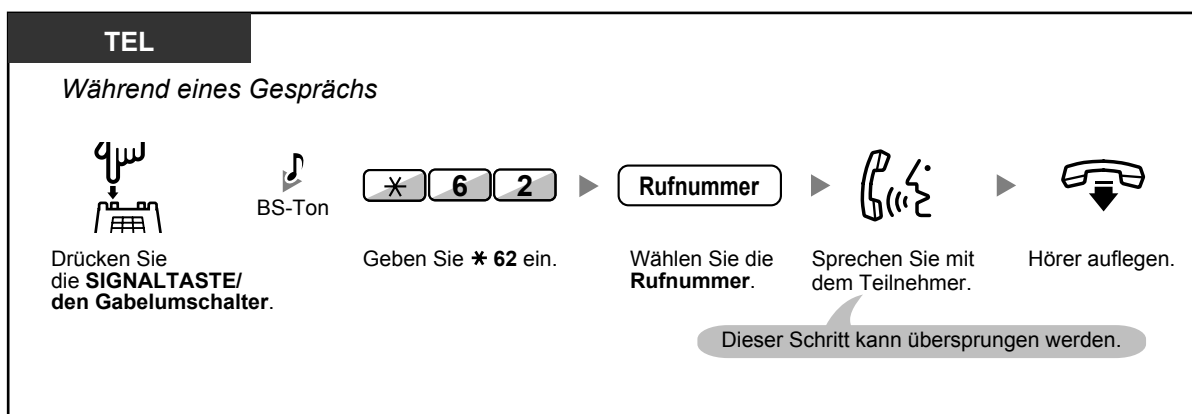 TEL
Während eines Gesprächs
BS-Ton
✳ 6 2
Rufnummer
Drücken Sie
die SIGNALTASTE/
den Gabelumschalter.
Geben Sie ✳ 62 ein.
Wählen Sie die
Rufnummer.
Sprechen Sie mit
dem Teilnehmer.
Hörer auflegen.
Dieser Schritt kann übersprungen werden.